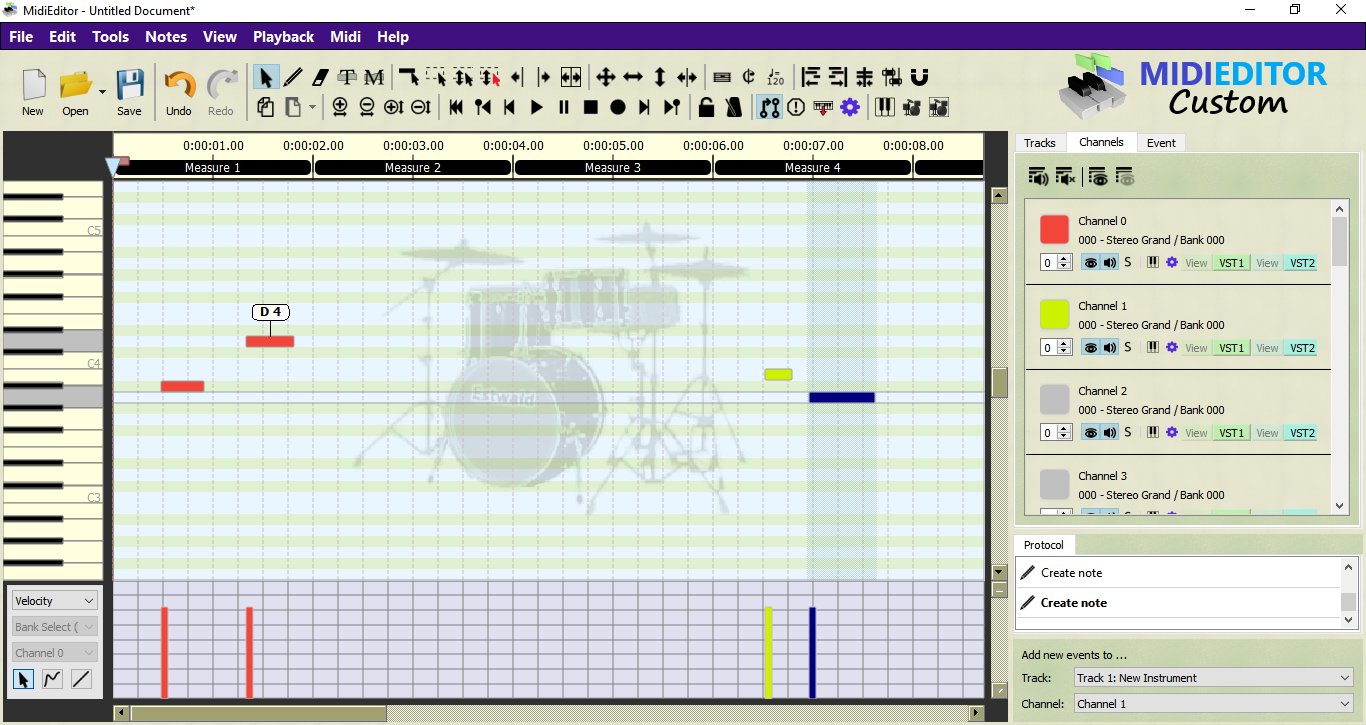 MidiEditor - Untitled Document*
File Edit Tools Notes View Playback Midi Help
New Open Save Undo Redo
T M 120
MIDIEDITOR
Custom
0:00:01.00 0:00:02.00 0:00:03.00 0:00:04.00 0:00:05.00 0:00:06.00 0:00:07.00 0:00:08.00
Measure 1 Measure 2 Measure 3 Measure 4
C5
D 4
C4
Estwald
C3
Velocity
Bank Select (
Channel 0
Tracks Channels Event
Channel 0
000 - Stereo Grand / Bank 000
0 S View VST1 View VST2
Channel 1
000 - Stereo Grand / Bank 000
0 S View VST1 View VST2
Channel 2
000 - Stereo Grand / Bank 000
0 S View VST1 View VST2
Channel 3
000 - Stereo Grand / Bank 000
Protocol
Create note
Create note
Add new events to ...
Track: Track 1: New Instrument
Channel: Channel 1